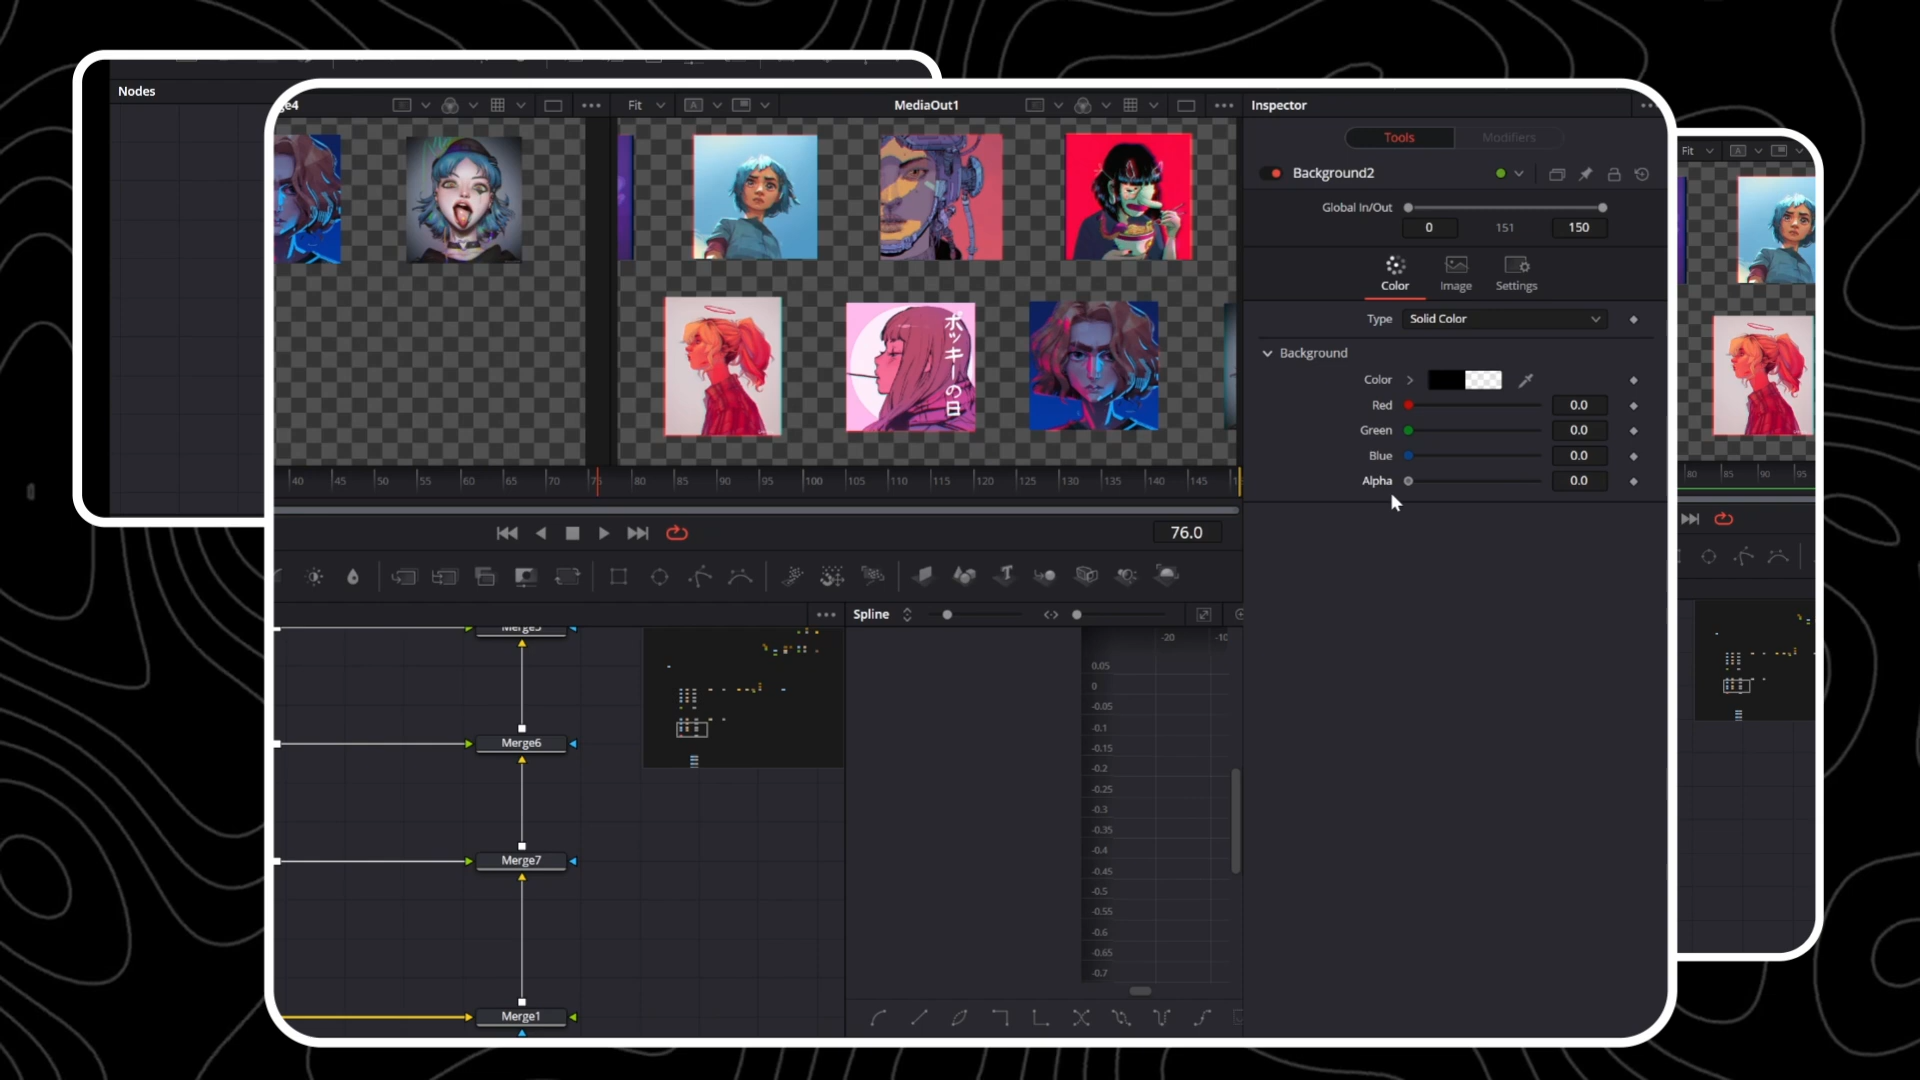 Nodes
ge4
Fit
MediaOut1
Inspector
Tools
Modifiers
Background2
Global In/Out
0
151
150
Color
Image
Settings
Type
Solid Color
Background
Color
Red
0.0
Green
0.0
Blue
0.0
Alpha
0.0
ポッキーの日
40 45 50 55 60 65 70 75 80 85 90 95 100 105 110 115 120 125 130 135 140 145
76.0
Spline
-20 -10
0.05
0
-0.05
-0.1
-0.15
-0.2
-0.25
-0.3
-0.35
-0.4
-0.45
-0.5
-0.55
-0.6
-0.65
-0.7
Merge6
Merge7
Merge1
Fit
80 85 90 95